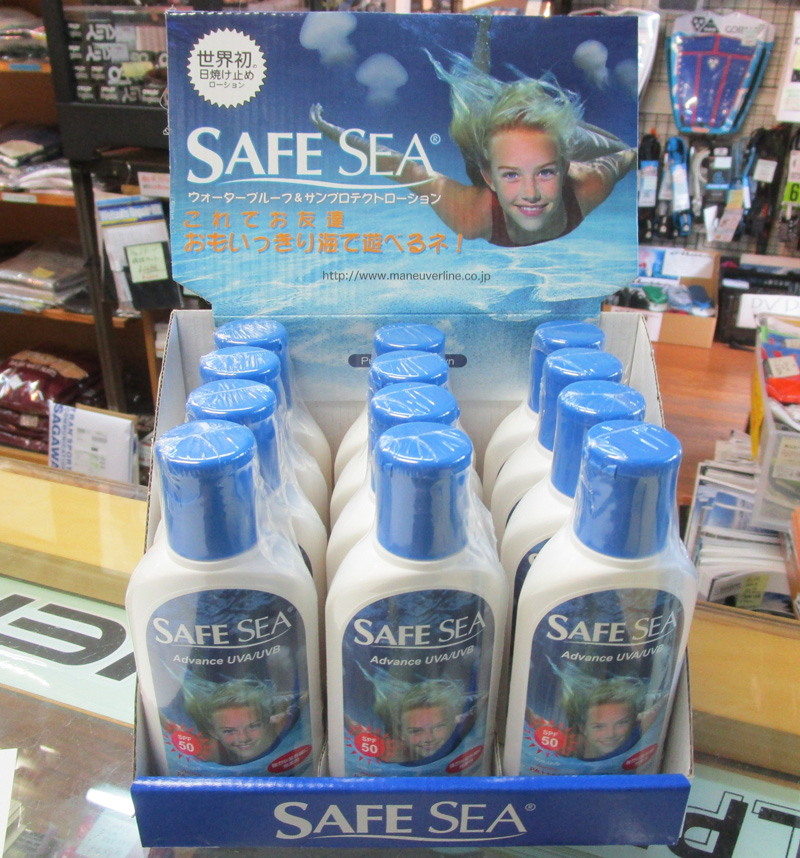 世界初の
日焼け止め
ローション
SAFE SEA®
ウォータープルーフ&サンプロテクトローション
これでお友達
おもいっきり海で遊べるネ!
http://www.maneuverline.co.jp
SAGAWA
SAFE SEA®
Advance UVA/UVB
SPF
50
SAFE SEA
Advance UVA/UVB
SPF
50
SAFE SEA
Advance UVA/UVB
SPF
50
SAFE SEA®